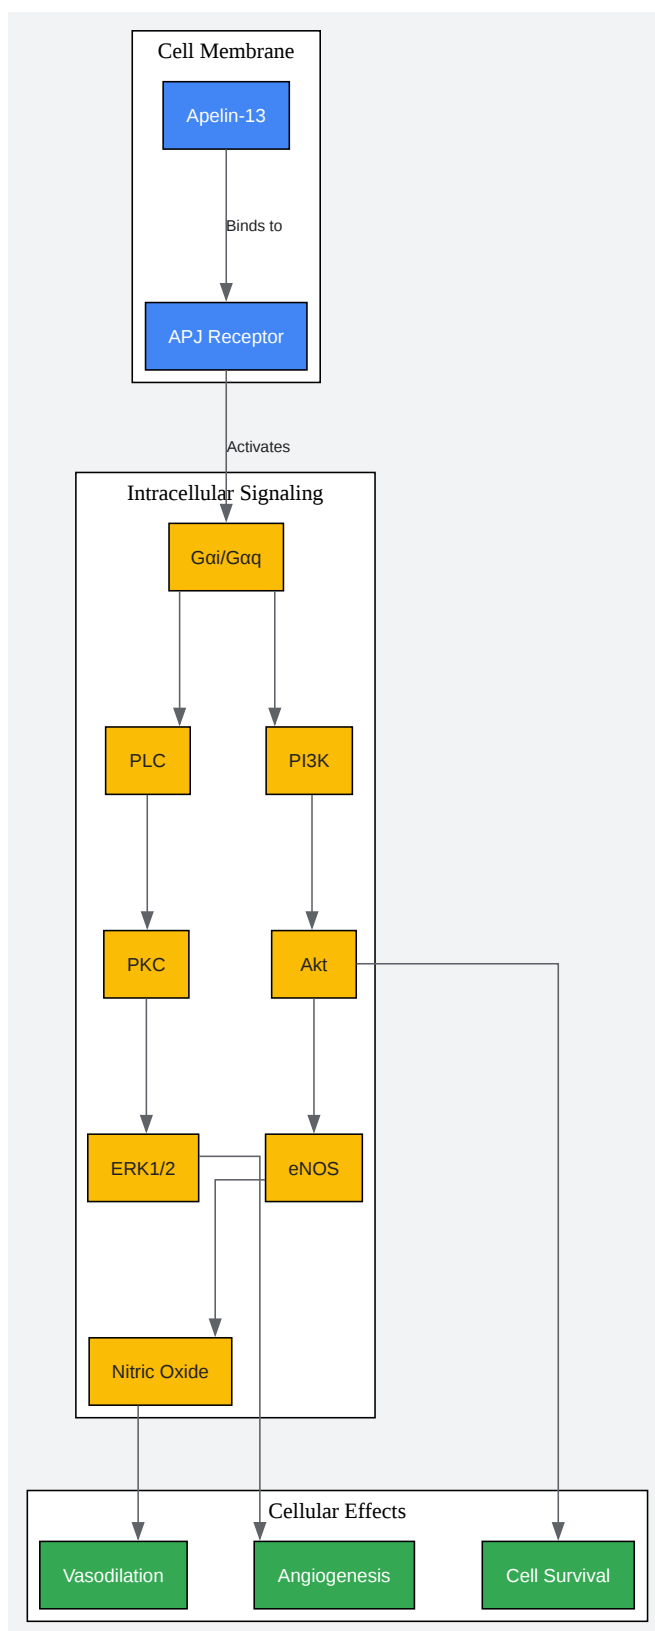 Cell Membrane
Apelin-13
Binds to
APJ Receptor
Activates
Intracellular Signaling
Gαi/Gαq
PLC
PI3K
PKC
Akt
ERK1/2
eNOS
Nitric Oxide
Cellular Effects
Vasodilation
Angiogenesis
Cell Survival